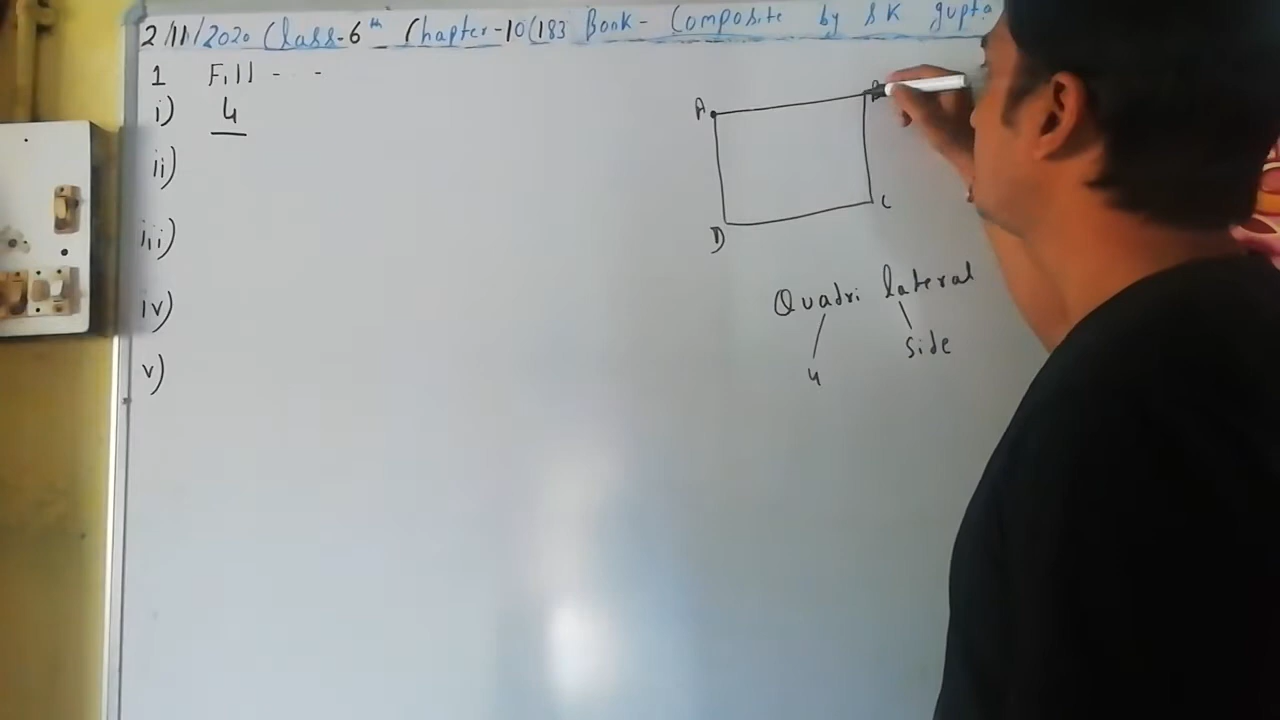 2/11/2020 Class-6th Chapter-10(183 Book- Composite by S K gupta
1 Fill - - -
i) 4
ii)
iii)
iv)
v)
A B
D C
Quadri lateral
4 side